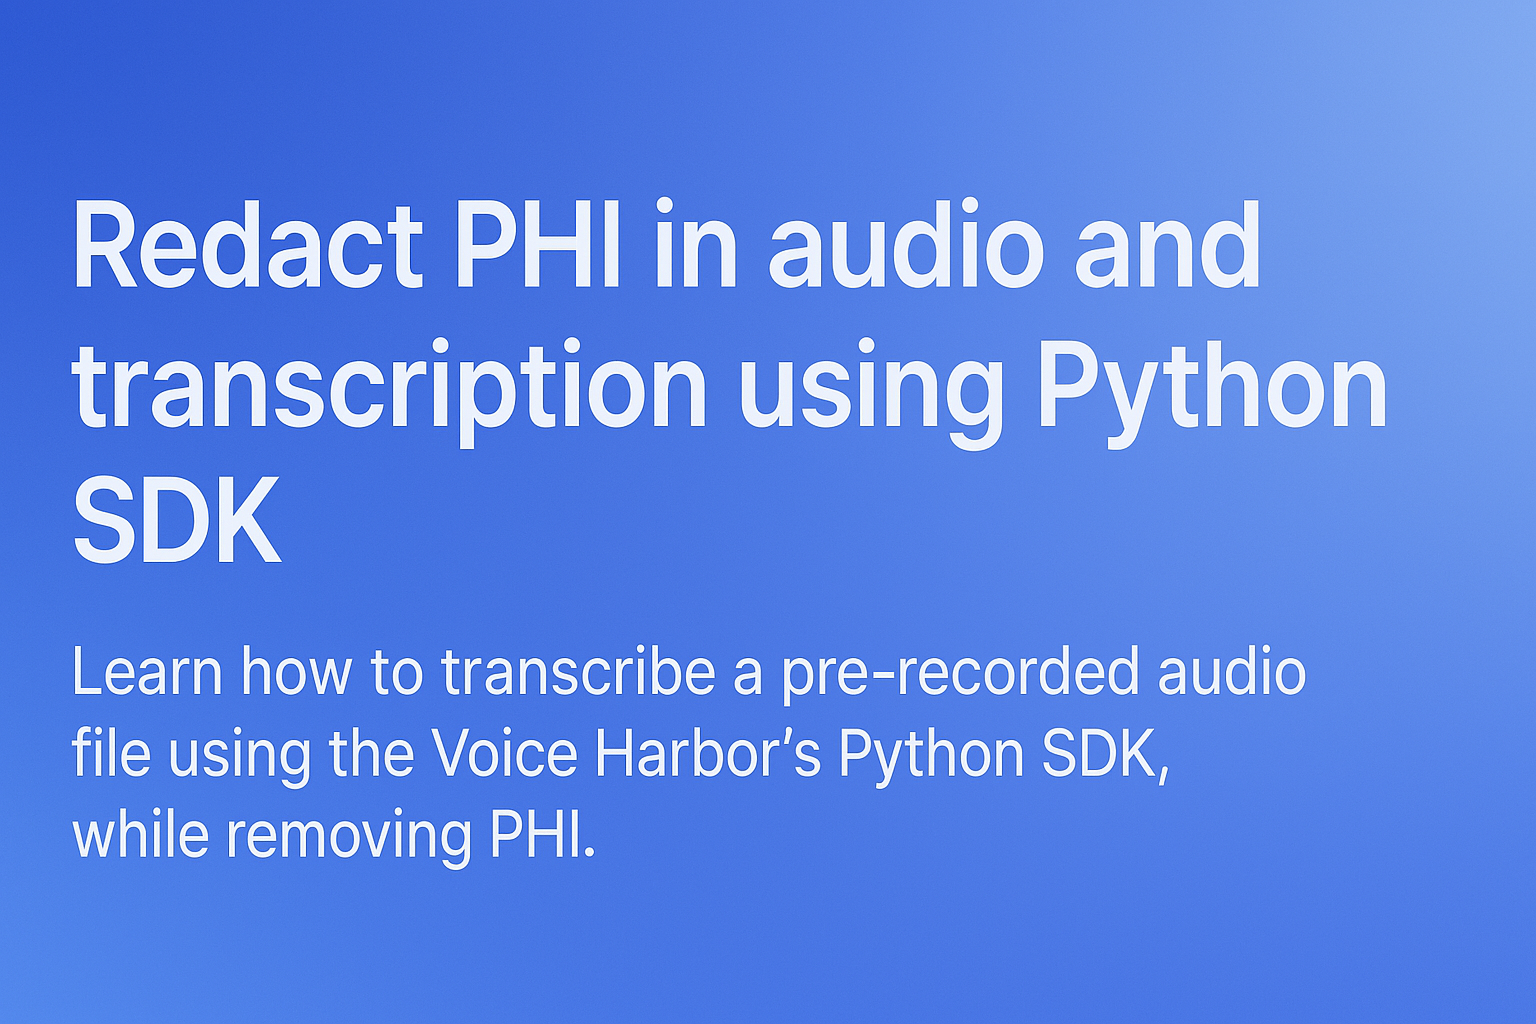 Redact PHI in audio and
transcription using Python
SDK
Learn how to transcribe a pre-recorded audio
file using the Voice Harbor’s Python SDK,
while removing PHI.